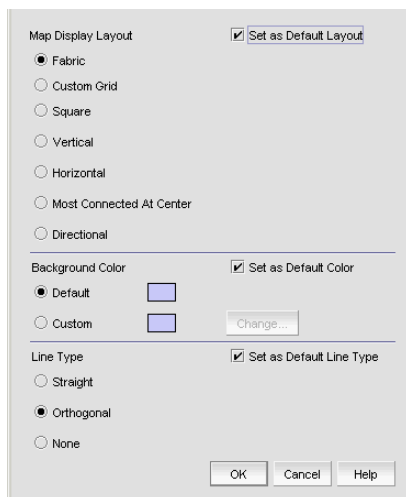 Map Display Layout
Set as Default Layout
Fabric
Custom Grid
Square
Vertical
Horizontal
Most Connected At Center
Directional
Background Color
Set as Default Color
Default
Custom
Change...
Line Type
Set as Default Line Type
Straight
Orthogonal
None
OK
Cancel
Help